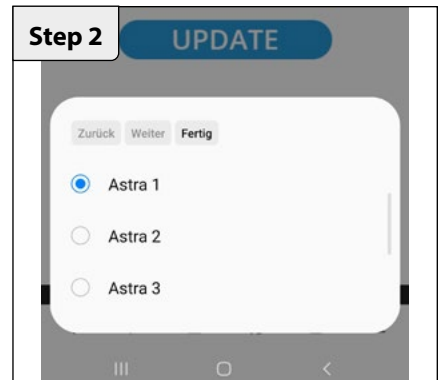 Step 2
UPDATE
Zurück Weiter Fertig
Astra 1
Astra 2
Astra 3